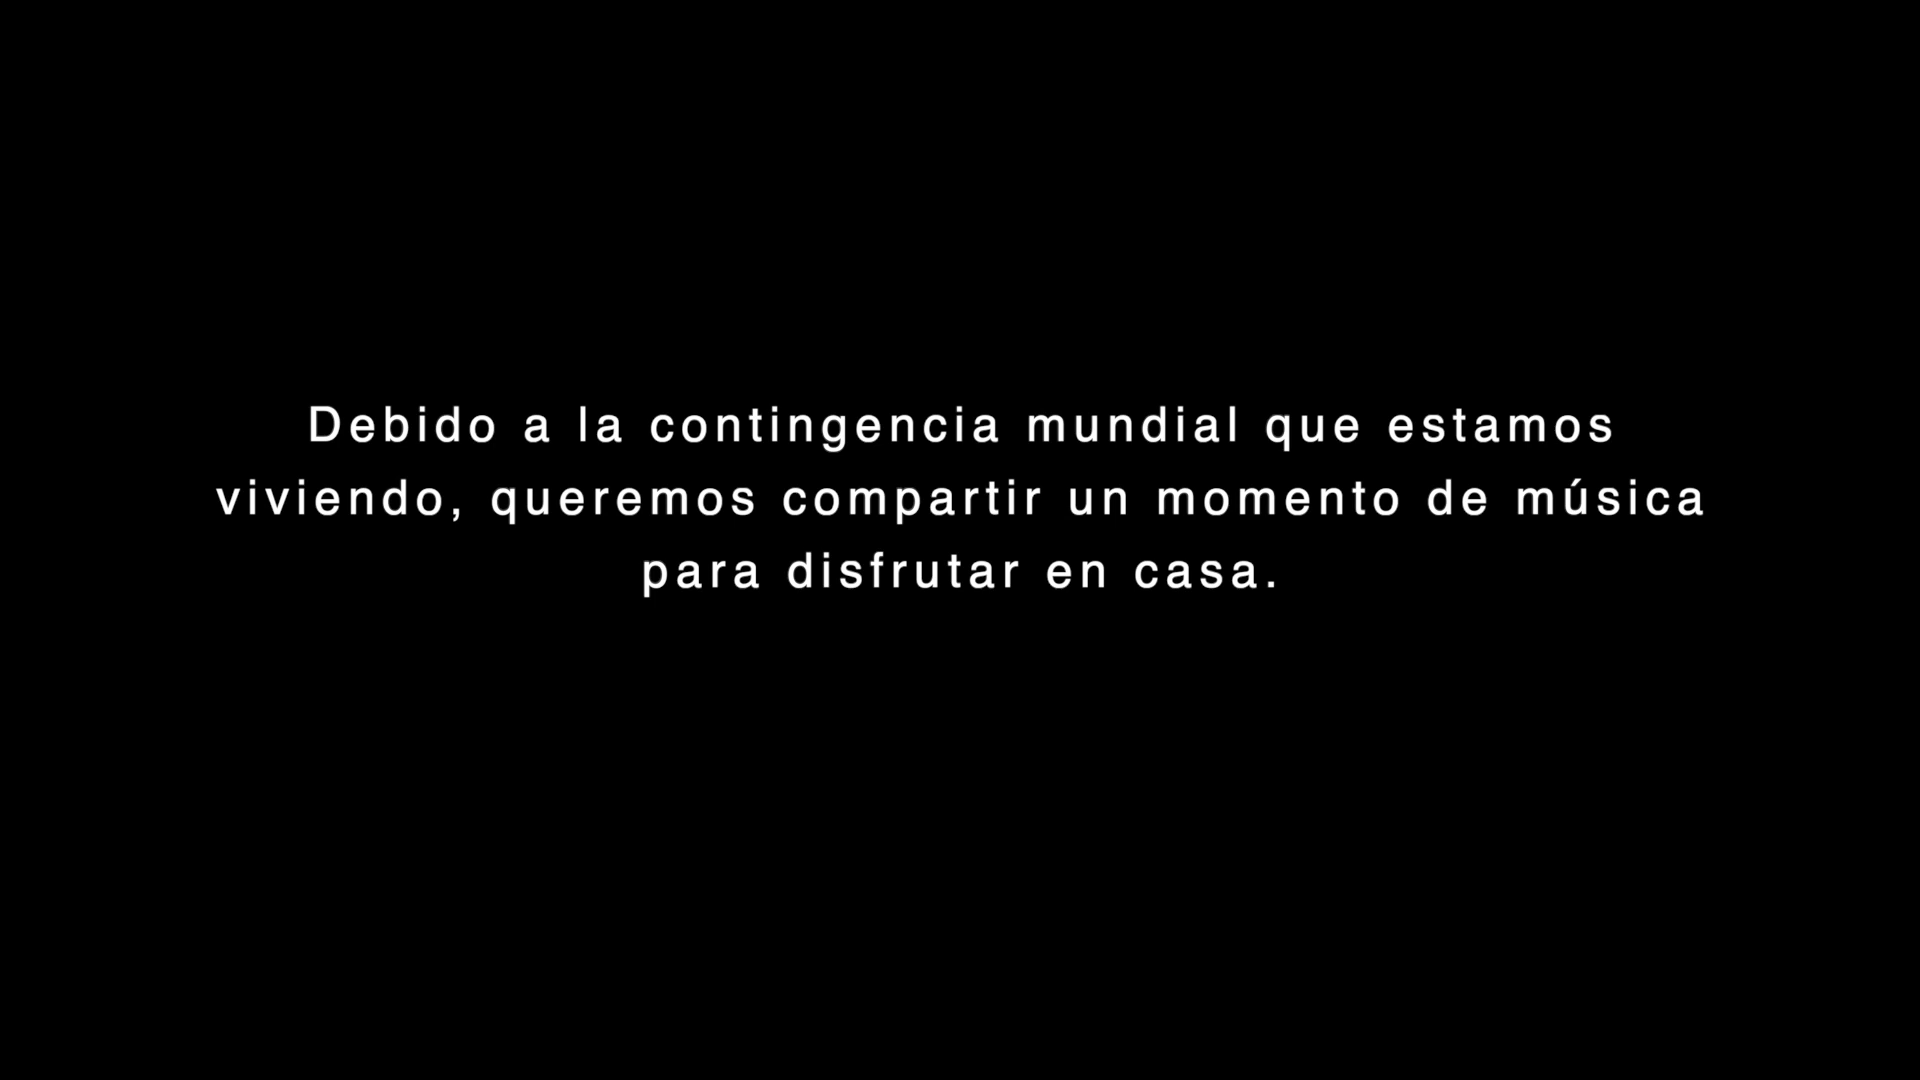 Debido a la contingencia mundial que estamos
viviendo, queremos compartir un momento de música
para disfrutar en casa.